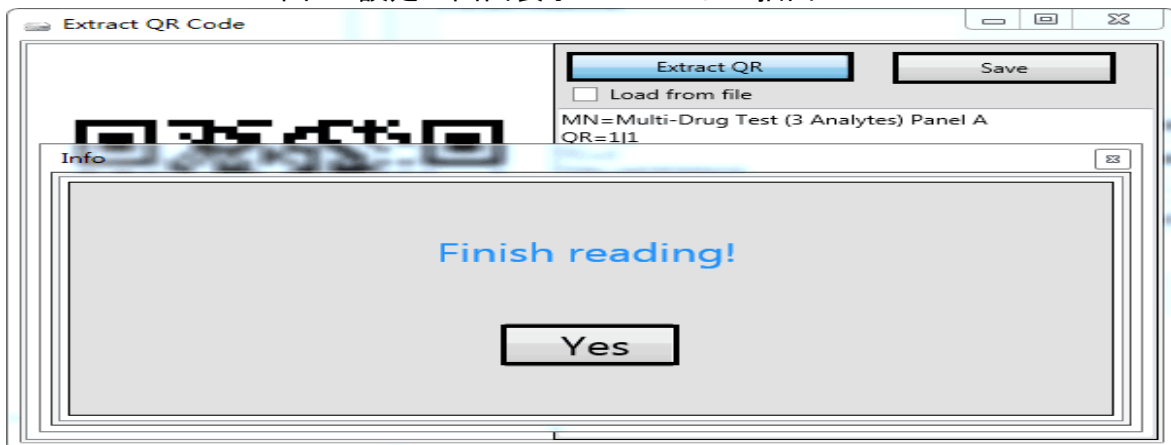 Extract QR Code
Extract QR
Save
Load from file
MN=Multi-Drug Test (3 Analytes) Panel A
QR=1|1
Info
Finish reading!
Yes